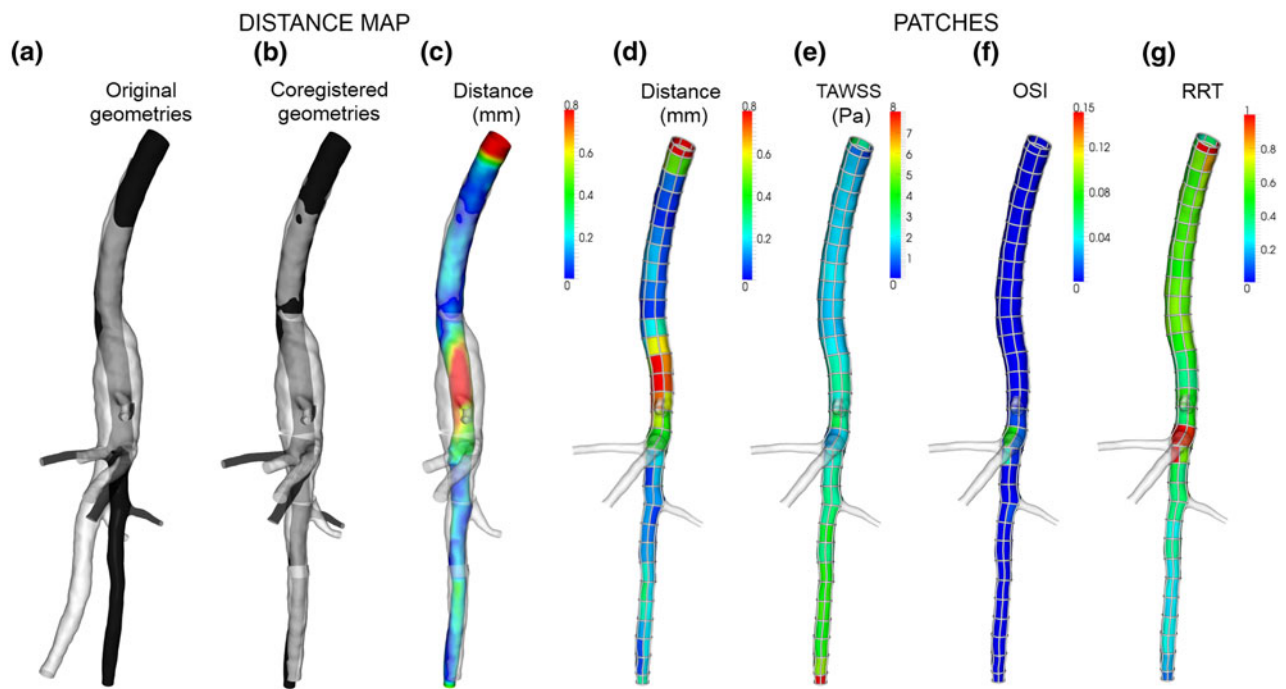 DISTANCE MAP
PATCHES
(a)
(b)
(c)
(d)
(e)
(f)
(g)
Original
geometries
Coregistered
geometries
Distance
(mm)
0.8
0.6
0.4
0.2
0
Distance
(mm)
0.8
0.6
0.4
0.2
0
TAWSS
(Pa)
8
7
6
5
4
3
2
1
0
OSI
0.15
0.12
0.08
0.04
0
RRT
1
0.8
0.6
0.4
0.2
0